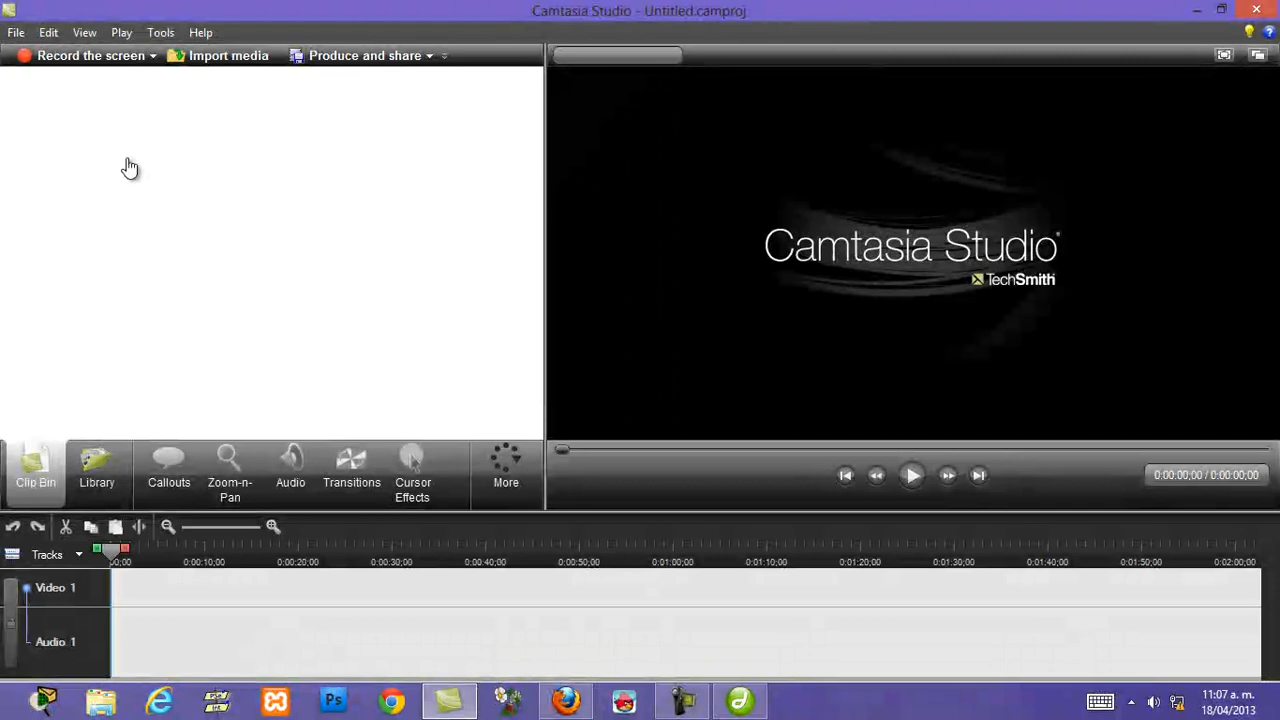 Camtasia Studio - Untitled.camproj
File Edit View Play Tools Help
Record the screen Import media Produce and share
Camtasia Studio
TechSmith
Clip Bin Library Callouts Zoom-n-Pan Audio Transitions Cursor Effects More
0:00:00;00 / 0:00:00;00
Tracks 0:00:10;00 0:00:20;00 0:00:30;00 0:00:40;00 0:00:50;00 0:01:00;00 0:01:10;00 0:01:20;00 0:01:30;00 0:01:40;00 0:01:50;00 0:02:00;00
Video 1
Audio 1
Ps
11:07 a. m.
18/04/2013